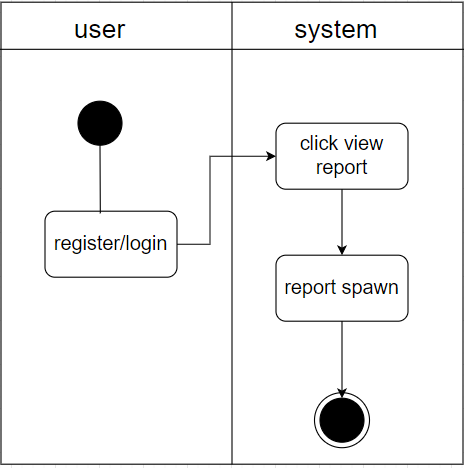 user
system
register/login
click view
report
report spawn